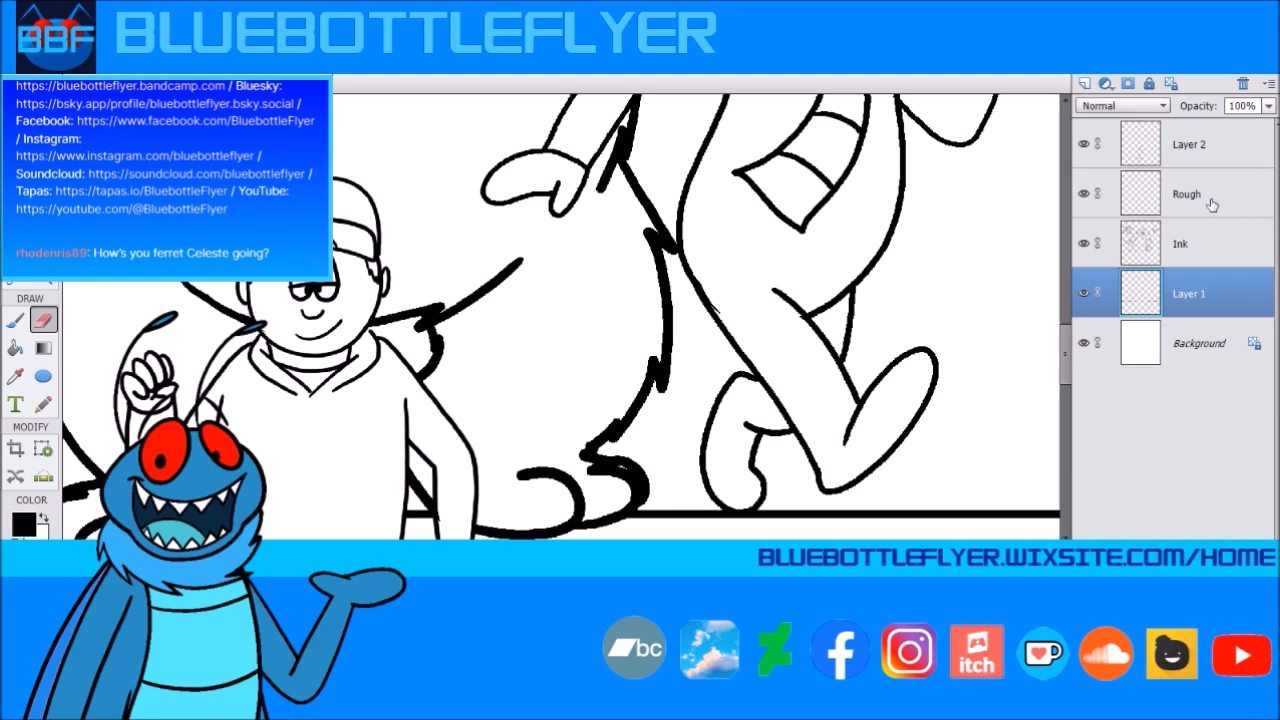 BBF
BLUEBOTTLEFLYER
https://bluebottleflyer.bandcamp.com / Bluesky:
https://bsky.app/profile/bluebottleflyer.bsky.social /
Facebook: https://www.facebook.com/BluebottleFlyer
/ Instagram:
https://www.instagram.com/bluebottleflyer /
Soundcloud: https://soundcloud.com/bluebottleflyer /
Tapas: https://tapas.io/BluebottleFlyer / YouTube:
https://youtube.com/@BluebottleFlyer
rhodenris89: How's you ferret Celeste going?
Normal
Opacity: 100%
Layer 2
Rough
Ink
Layer 1
Background
DRAW
T
MODIFY
COLOR
BLUEBOTTLEFLYER.WIXSITE.COM/HOME
bc
itch